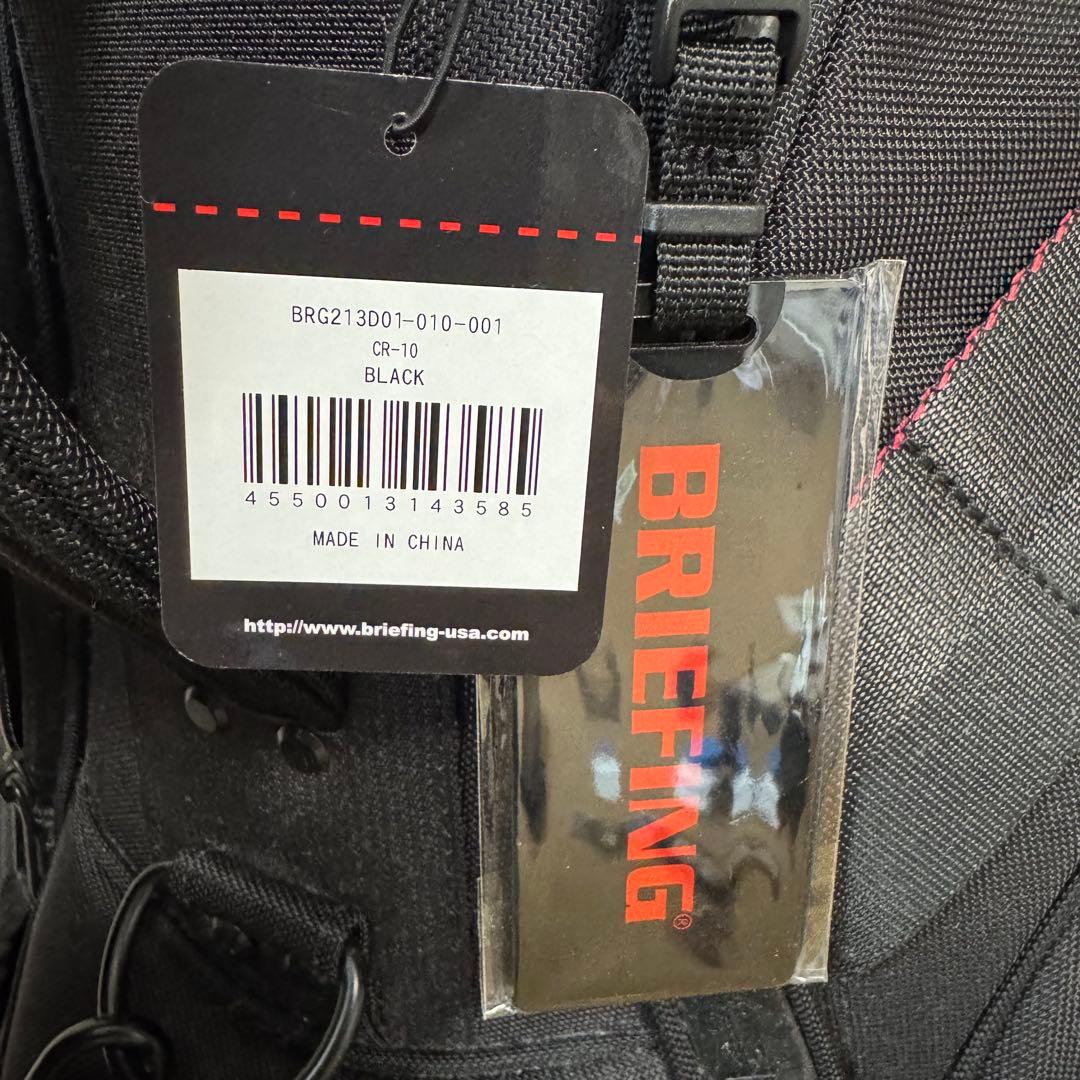 BRG213D01-010-001
CR-10
BLACK
4550013143585
MADE IN CHINA
http://www.briefing-usa.com
BRIEFING®